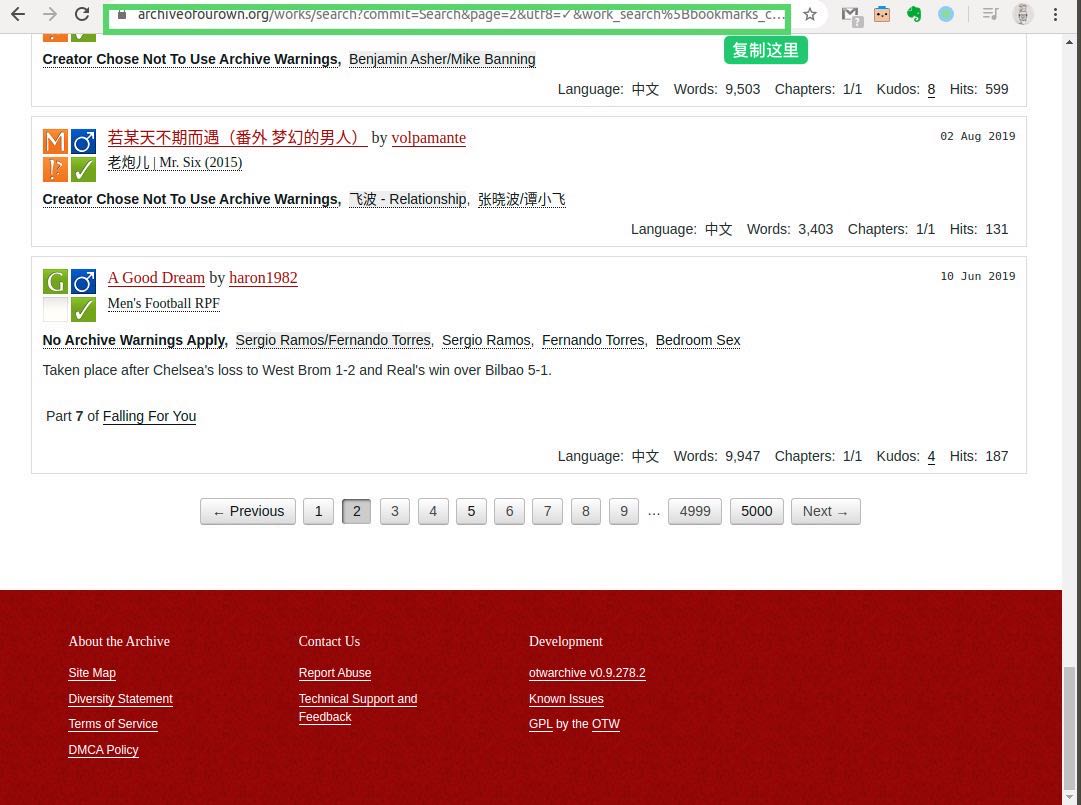 archiveofourown.org/works/search?commit=Search&page=2&utf8=✓&work_search%5Bbookmarks_c...
复制这里
Creator Chose Not To Use Archive Warnings, Benjamin Asher/Mike Banning
Language: 中文 Words: 9,503 Chapters: 1/1 Kudos: 8 Hits: 599
若某天不期而遇（番外 梦幻的男人） by volpamante
02 Aug 2019
老炮儿 | Mr. Six (2015)
Creator Chose Not To Use Archive Warnings, 飞波 - Relationship, 张晓波/谭小飞
Language: 中文 Words: 3,403 Chapters: 1/1 Hits: 131
A Good Dream by haron1982
10 Jun 2019
Men's Football RPF
No Archive Warnings Apply, Sergio Ramos/Fernando Torres, Sergio Ramos, Fernando Torres, Bedroom Sex
Taken place after Chelsea's loss to West Brom 1-2 and Real's win over Bilbao 5-1.
Part 7 of Falling For You
Language: 中文 Words: 9,947 Chapters: 1/1 Kudos: 4 Hits: 187
← Previous 1 2 3 4 5 6 7 8 9 … 4999 5000 Next →
About the Archive
Site Map
Diversity Statement
Terms of Service
DMCA Policy
Contact Us
Report Abuse
Technical Support and
Feedback
Development
otwarchive v0.9.278.2
Known Issues
GPL by the OTW